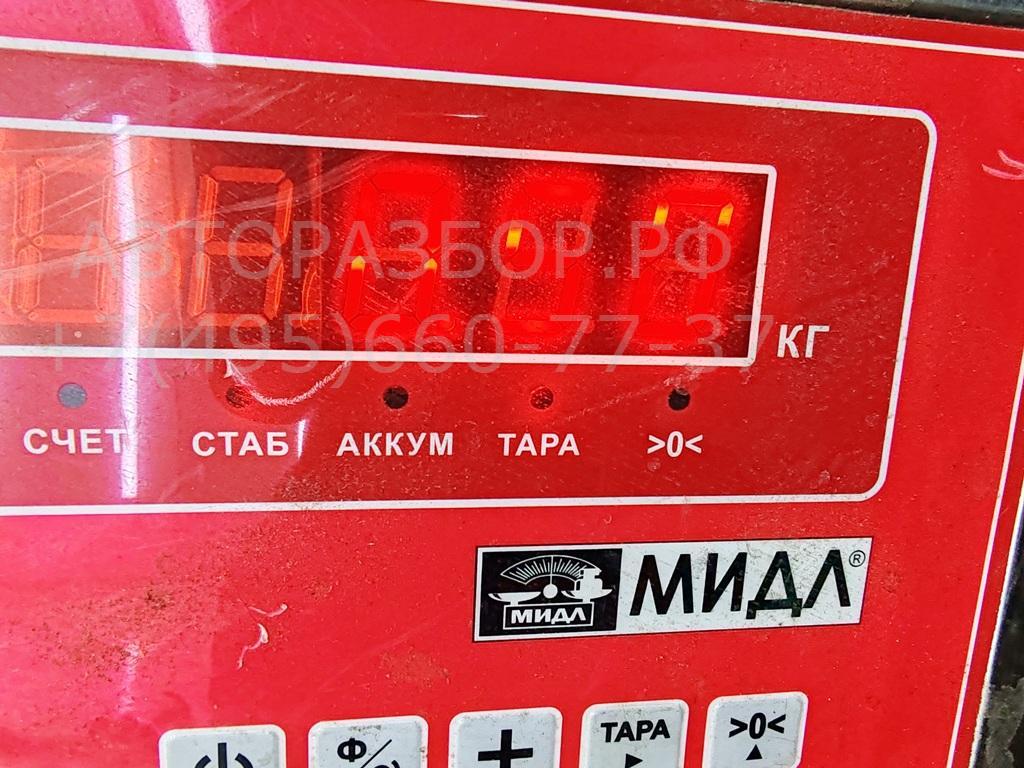 АВТОРАЗБОР.РФ
+7(495)660-77-37
КГ
СЧЕТ СТАБ АККУМ ТАРА >0<
МИДЛ МИДЛ®
Ф ТАРА >0<